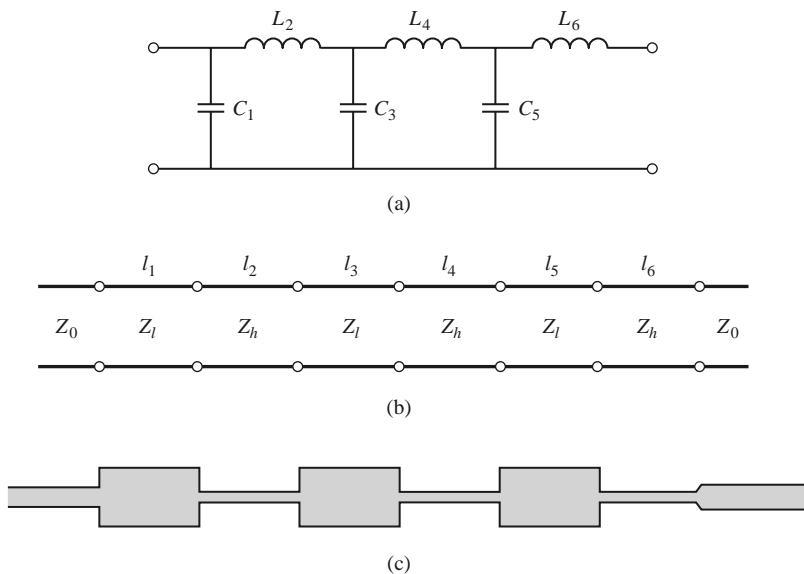 L₂ L₄ L₆
C₁ C₃ C₅
(a)
l₁ l₂ l₃ l₄ l₅ l₆
Z₀ Zₗ Zₕ Zₗ Zₕ Zₗ Zₕ Z₀
(b)
(c)